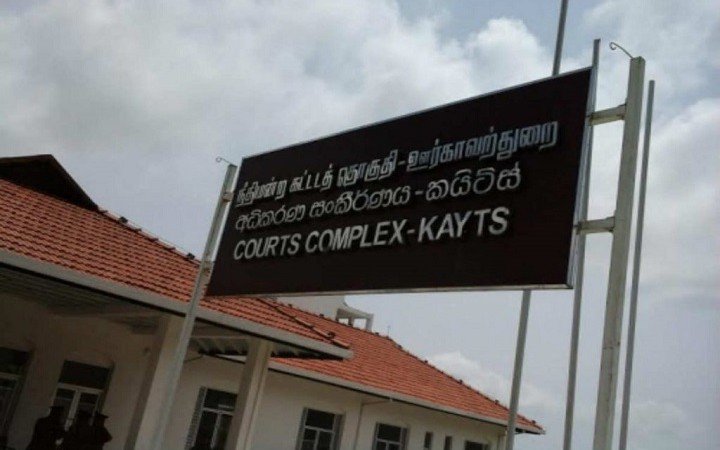 நீதிமன்ற கட்டடத் தொகுதி - ஊர்காவற்துறை
අධිකරණ සංකීර්ණය - කයිට්ස්
COURTS COMPLEX-KAYTS